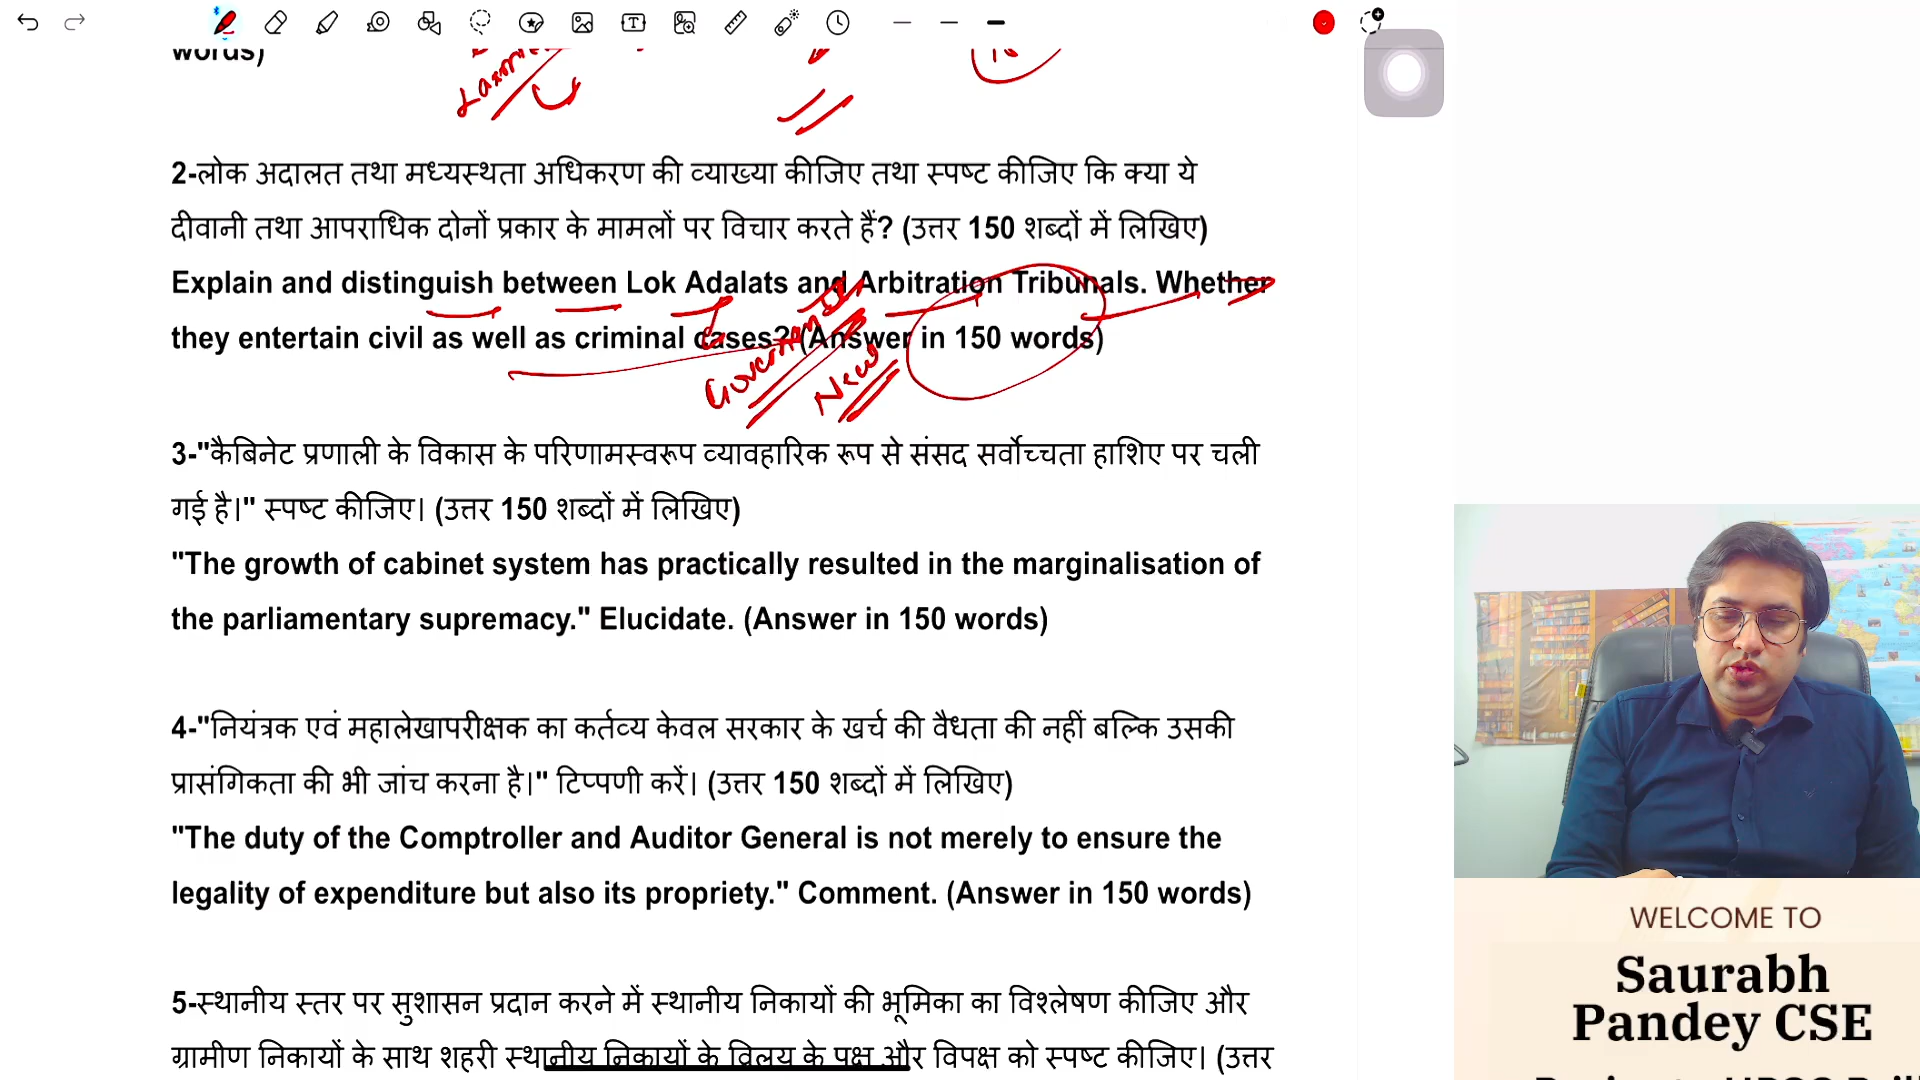 words)
2-लोक अदालत तथा मध्यस्थता अधिकरण की व्याख्या कीजिए तथा स्पष्ट कीजिए कि क्या ये
दीवानी तथा आपराधिक दोनों प्रकार के मामलों पर विचार करते हैं? (उत्तर 150 शब्दों में लिखिए)
Explain and distinguish between Lok Adalats and Arbitration Tribunals. Whether
they entertain civil as well as criminal cases? (Answer in 150 words)
New
3-"कैबिनेट प्रणाली के विकास के परिणामस्वरूप व्यावहारिक रूप से संसद सर्वोच्चता हाशिए पर चली
गई है।" स्पष्ट कीजिए। (उत्तर 150 शब्दों में लिखिए)
"The growth of cabinet system has practically resulted in the marginalisation of
the parliamentary supremacy." Elucidate. (Answer in 150 words)
4-"नियंत्रक एवं महालेखापरीक्षक का कर्तव्य केवल सरकार के खर्च की वैधता की नहीं बल्कि उसकी
प्रासंगिकता की भी जांच करना है।" टिप्पणी करें। (उत्तर 150 शब्दों में लिखिए)
"The duty of the Comptroller and Auditor General is not merely to ensure the
legality of expenditure but also its propriety." Comment. (Answer in 150 words)
5-स्थानीय स्तर पर सुशासन प्रदान करने में स्थानीय निकायों की भूमिका का विश्लेषण कीजिए और
ग्रामीण निकायों के साथ शहरी स्थानीय निकायों के विलय के पक्ष और विपक्ष को स्पष्ट कीजिए। (उत्तर
WELCOME TO
Saurabh
Pandey CSE